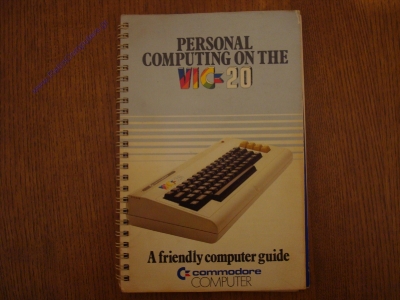 PERSONAL
COMPUTING ON THE
VIC-20
A friendly computer guide
commodore
COMPUTER